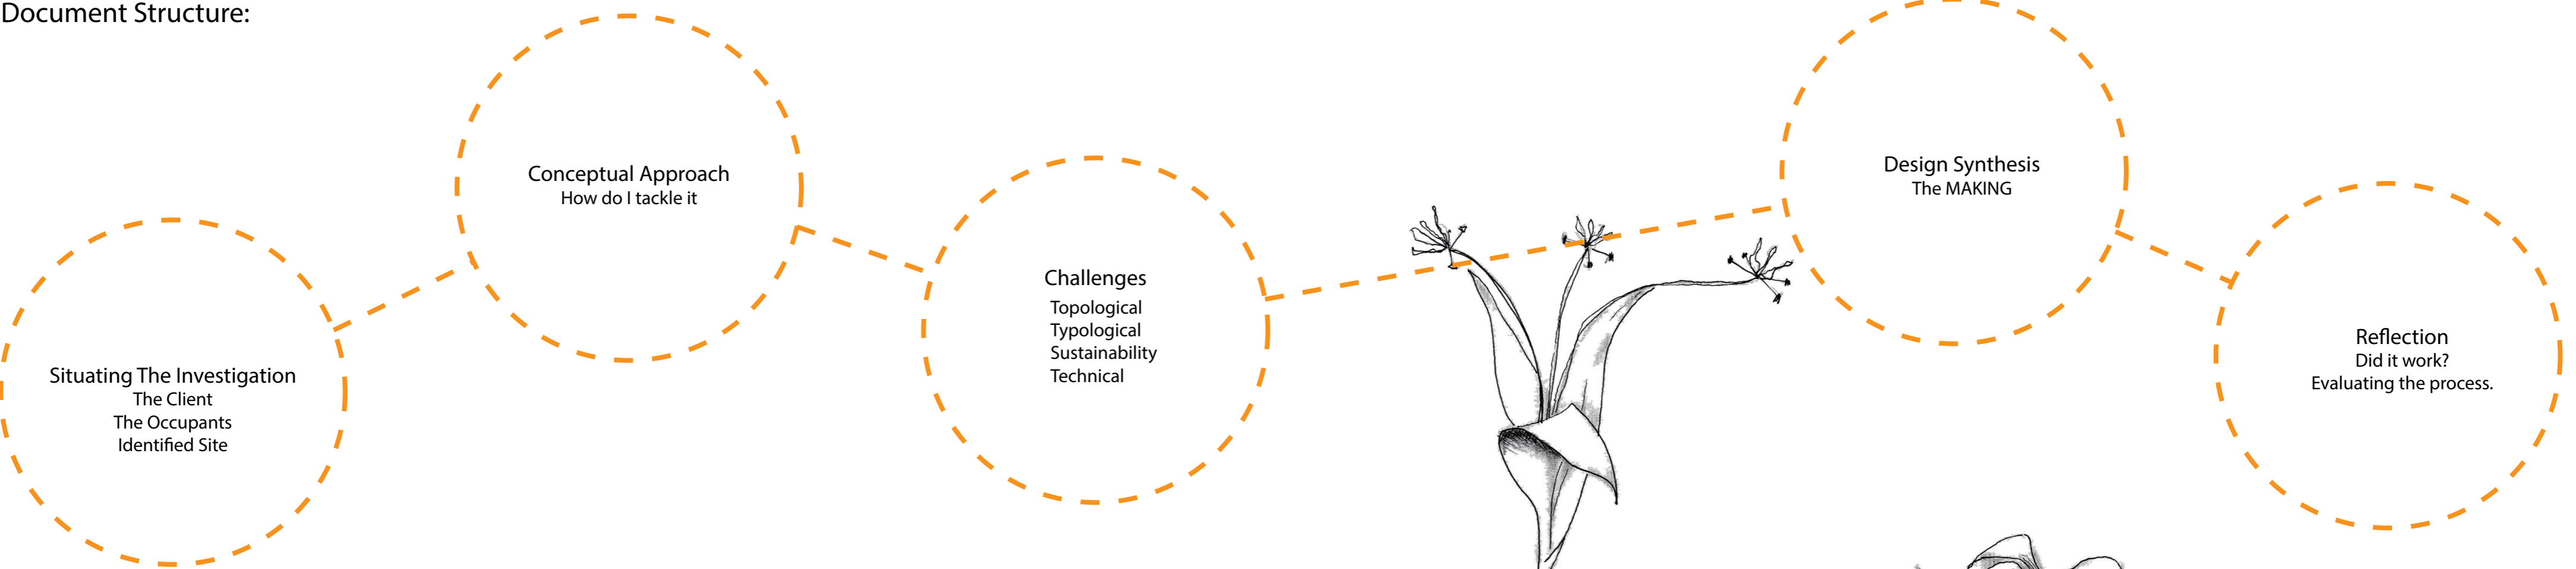 Document Structure:
Situating The Investigation
The Client
The Occupants
Identified Site
Conceptual Approach
How do I tackle it
Challenges
Topological
Typological
Sustainability
Technical
Design Synthesis
The MAKING
Reflection
Did it work?
Evaluating the process.